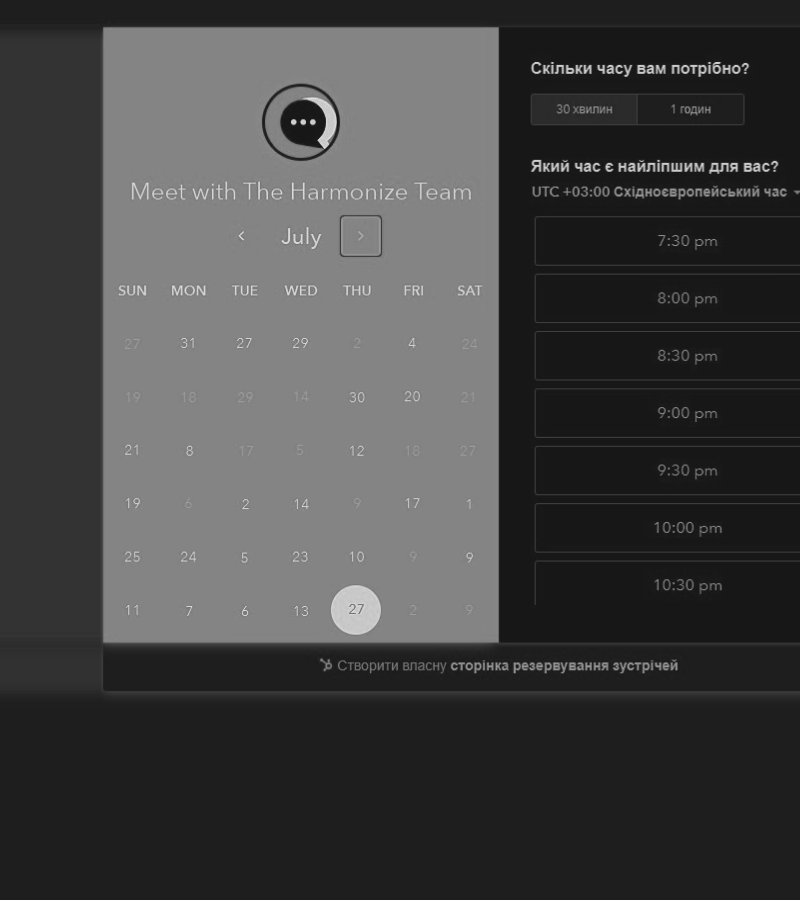 Meet with The Harmonize Team
July
SUN MON TUE WED THU FRI SAT
27 31 27 29 2 4 24
19 18 29 14 30 20 21
21 8 17 5 12 18 27
19 6 2 14 9 17 1
25 24 5 23 10 9 9
11 7 6 13 27 2 9
Скільки часу вам потрібно?
30 хвилин 1 годин
Який час є найліпшим для вас?
UTC +03:00 Східноєвропейський час
7:30 pm
8:00 pm
8:30 pm
9:00 pm
9:30 pm
10:00 pm
10:30 pm
Створити власну сторінка резервування зустрічей